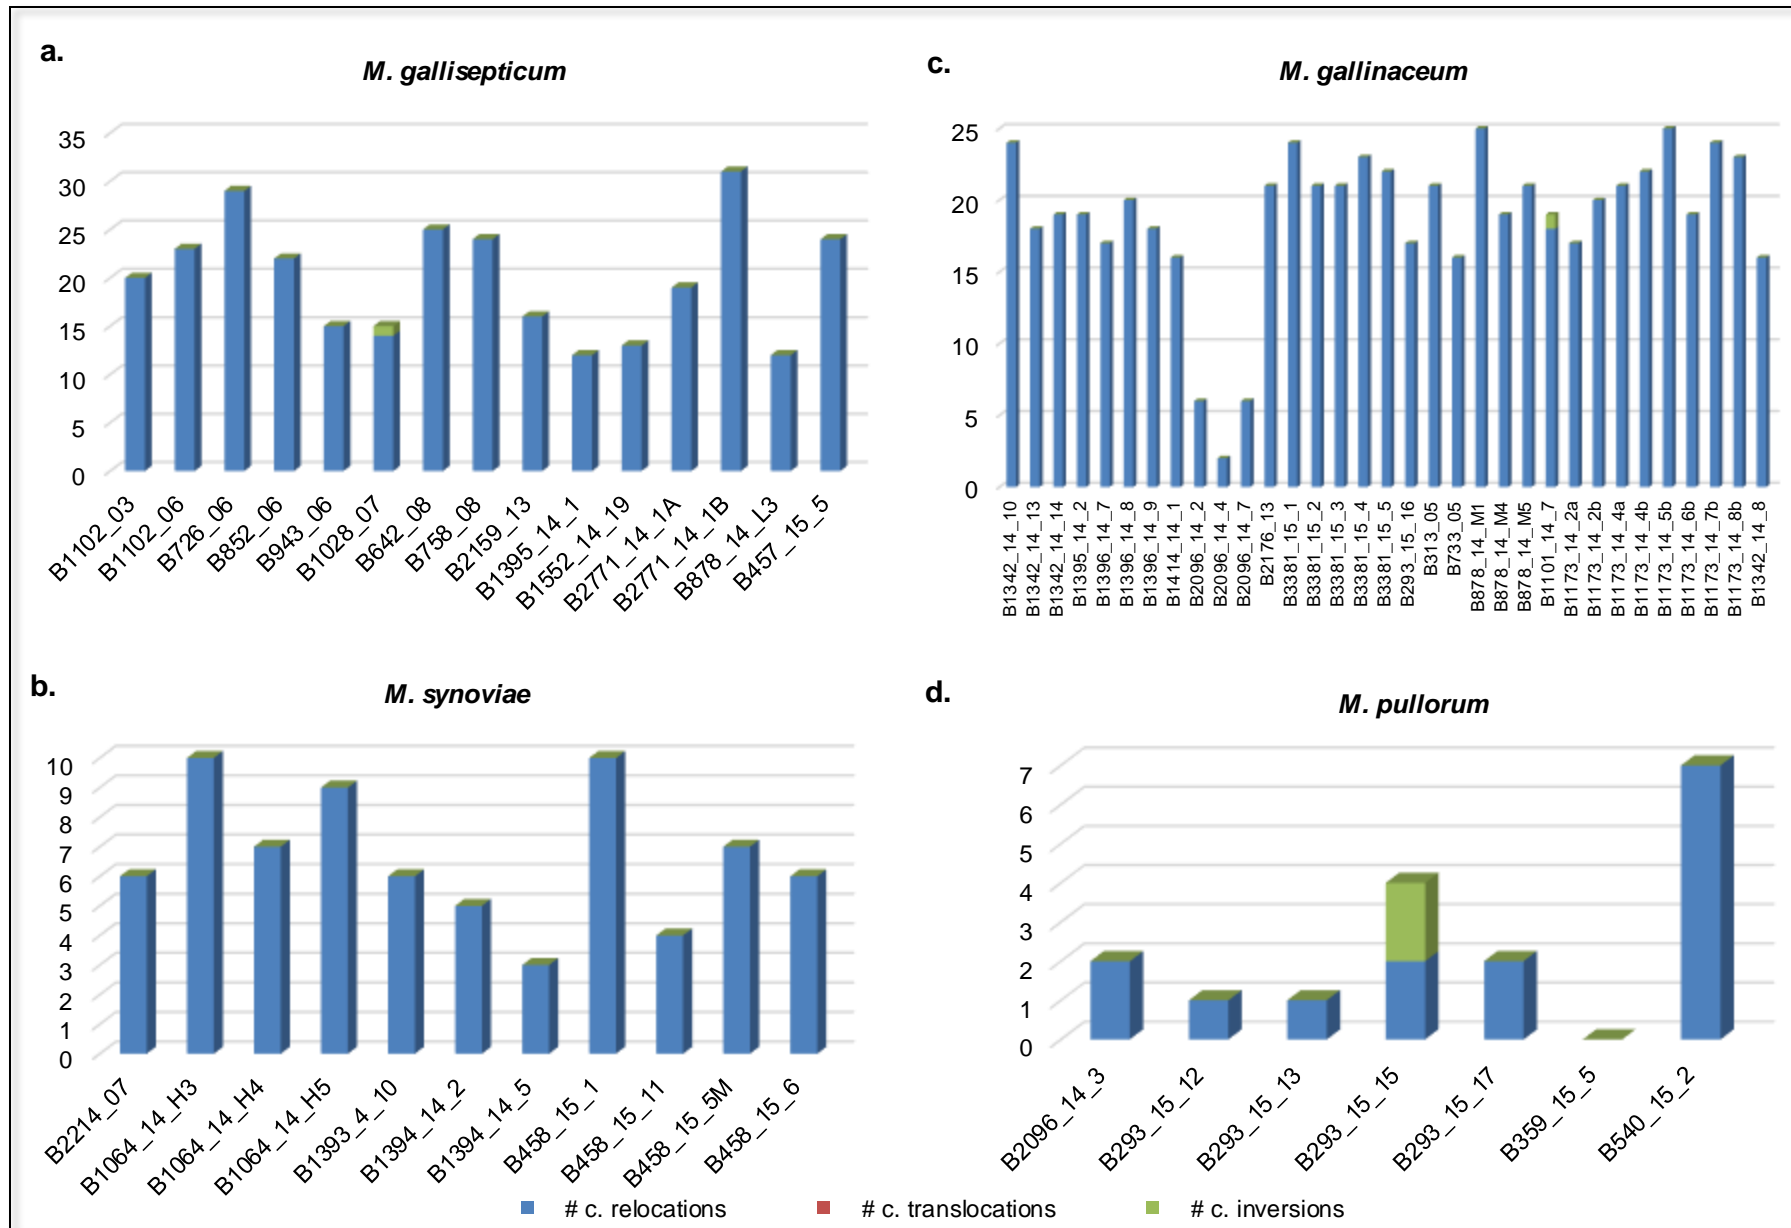 a.
M. gallisepticum
35
30
25
20
15
10
5
0
B1102_03
B1102_06
B726_06
B852_06
B943_06
B1028_07
B642_08
B758_08
B2159_13
B1395_14_1
B1552_14_19
B2771_14_1A
B2771_14_1B
B878_14_L3
B457_15_5
c.
M. gallinaceum
25
20
15
10
5
0
B1342_14_10
B1342_14_13
B1342_14_14
B1395_14_2
B1396_14_7
B1396_14_8
B1396_14_9
B1414_14_1
B2096_14_2
B2096_14_4
B2096_14_7
B2176_13
B3381_15_1
B3381_15_2
B3381_15_3
B3381_15_4
B3381_15_5
B293_15_16
B313_05
B733_05
B878_14_M1
B878_14_M4
B878_14_M5
B1101_14_7
B1173_14_2a
B1173_14_2b
B1173_14_4a
B1173_14_4b
B1173_14_5b
B1173_14_6b
B1173_14_7b
B1173_14_8b
B1342_14_8
b.
M. synoviae
10
9
8
7
6
5
4
3
2
1
0
B2214_07
B1064_14_H3
B1064_14_H4
B1064_14_H5
B1393_4_10
B1394_14_2
B1394_14_5
B458_15_1
B458_15_11
B458_15_5M
B458_15_6
d.
M. pullorum
7
6
5
4
3
2
1
0
B2096_14_3
B293_15_12
B293_15_13
B293_15_15
B293_15_17
B359_15_5
B540_15_2
# c. relocations
# c. translocations
# c. inversions